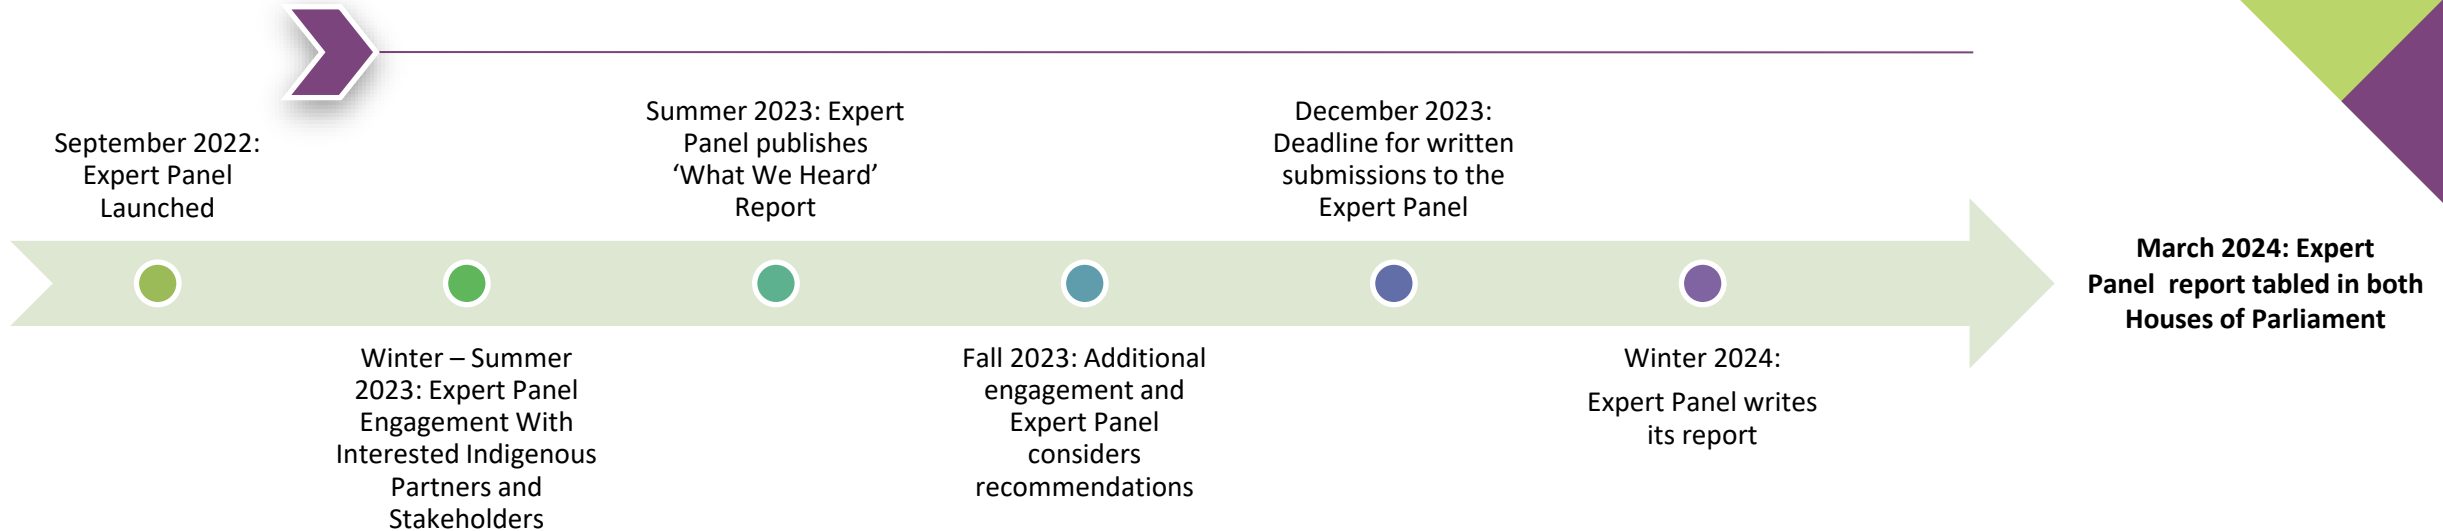 September 2022:
Expert Panel
Launched
Winter – Summer
2023: Expert Panel
Engagement With
Interested Indigenous
Partners and
Stakeholders
Summer 2023: Expert
Panel publishes
‘What We Heard’
Report
Fall 2023: Additional
engagement and
Expert Panel
considers
recommendations
December 2023:
Deadline for written
submissions to the
Expert Panel
Winter 2024:
Expert Panel writes
its report
March 2024: Expert
Panel  report tabled in both
Houses of Parliament